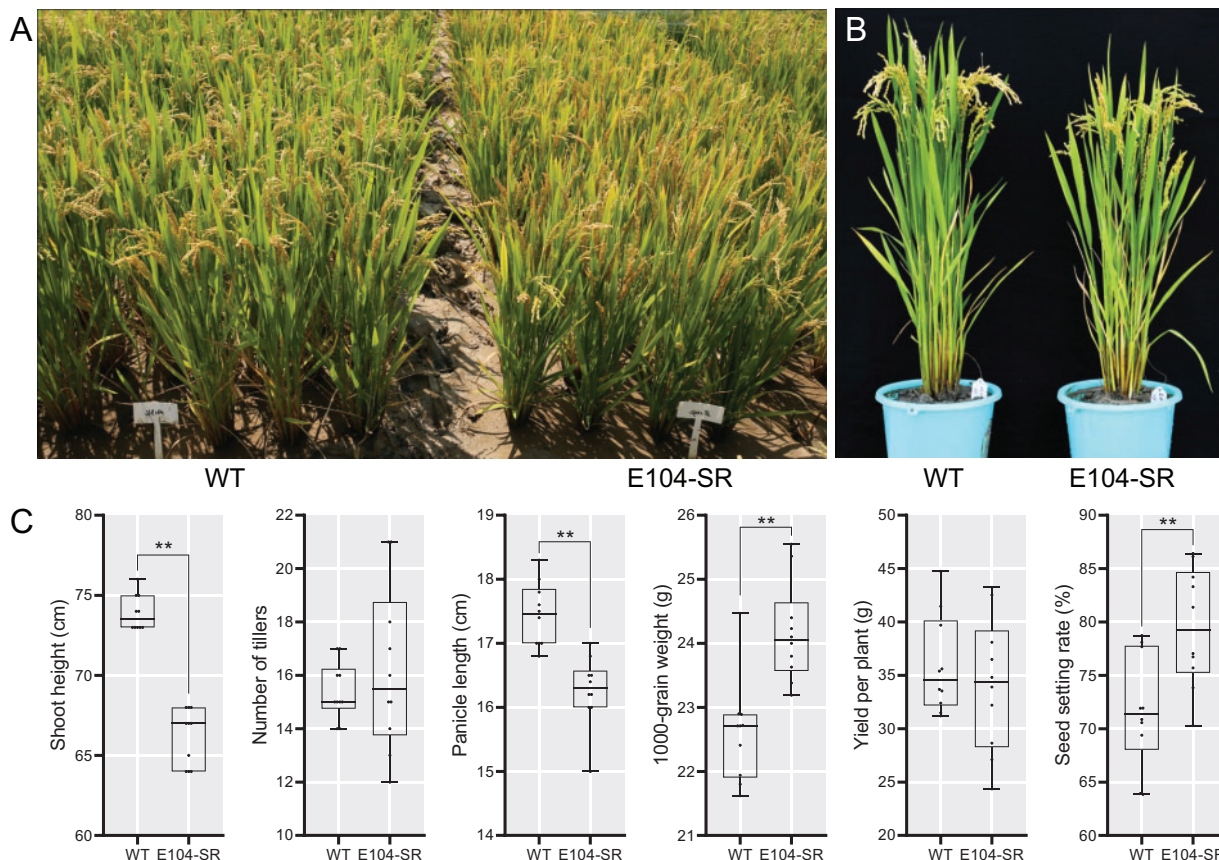 A
B
WT
E104-SR
WT
E104-SR
C
Shoot height (cm)
80
75
70
65
60
**
WT
E104-SR
Number of tillers
22
20
18
16
14
12
10
WT
E104-SR
Panicle length (cm)
19
18
17
16
15
14
**
WT
E104-SR
1000-grain weight (g)
26
25
24
23
22
21
**
WT
E104-SR
Yield per plant (g)
50
45
40
35
30
25
20
WT
E104-SR
Seed setting rate (%)
90
85
80
75
70
65
60
**
WT
E104-SR